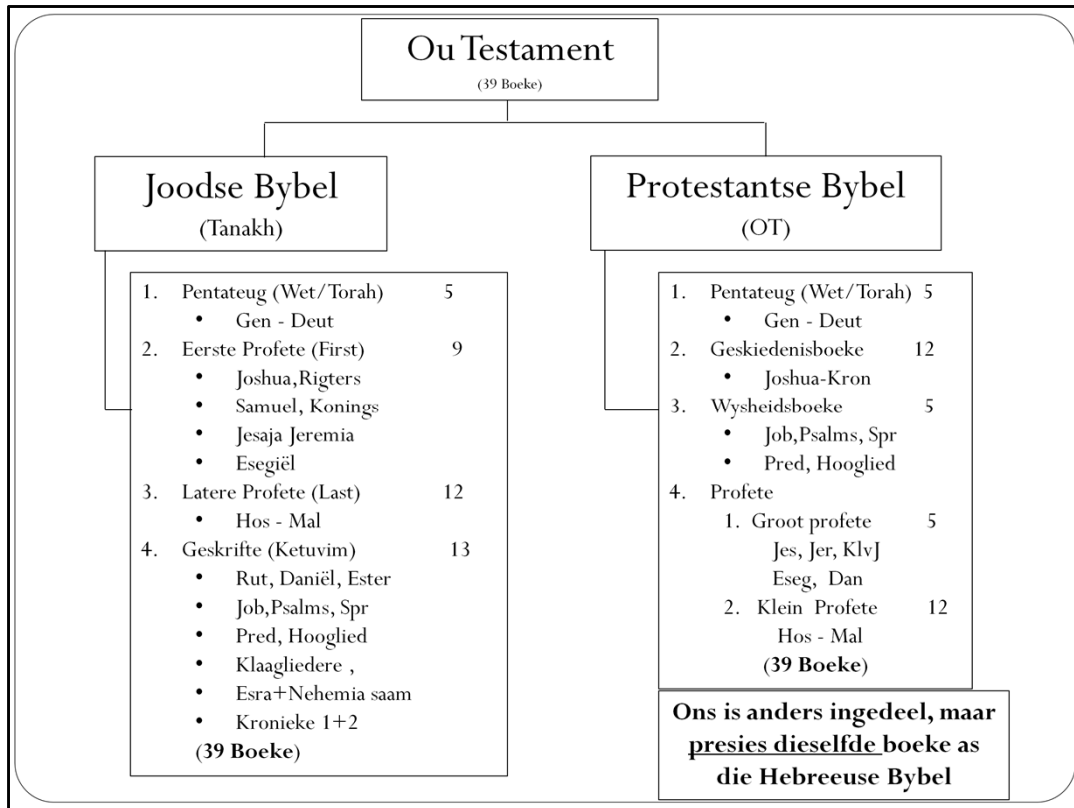 Ou Testament
(39 Boeke)
Joodse Bybel
(Tanakh)
1. Pentateug (Wet/Torah) 5
• Gen - Deut
2. Eerste Profete (First) 9
• Joshua,Rigters
• Samuel, Konings
• Jesaja Jeremia
• Esegiël
3. Latere Profete (Last) 12
• Hos - Mal
4. Geskrifte (Ketuvim) 13
• Rut, Daniël, Ester
• Job,Psalms, Spr
• Pred, Hooglied
• Klaagliedere ,
• Esra+Nehemia saam
• Kronieke 1+2
(39 Boeke)
Protestantse Bybel
(OT)
1. Pentateug (Wet/Torah) 5
• Gen - Deut
2. Geskiedenisboeke 12
• Joshua-Kron
3. Wysheidsboeke 5
• Job,Psalms, Spr
• Pred, Hooglied
4. Profete
1. Groot profete 5
Jes, Jer, KlvJ
Eseg, Dan
2. Klein Profete 12
Hos - Mal
(39 Boeke)
Ons is anders ingedeel, maar
presies dieselfde boeke as
die Hebreeuse Bybel